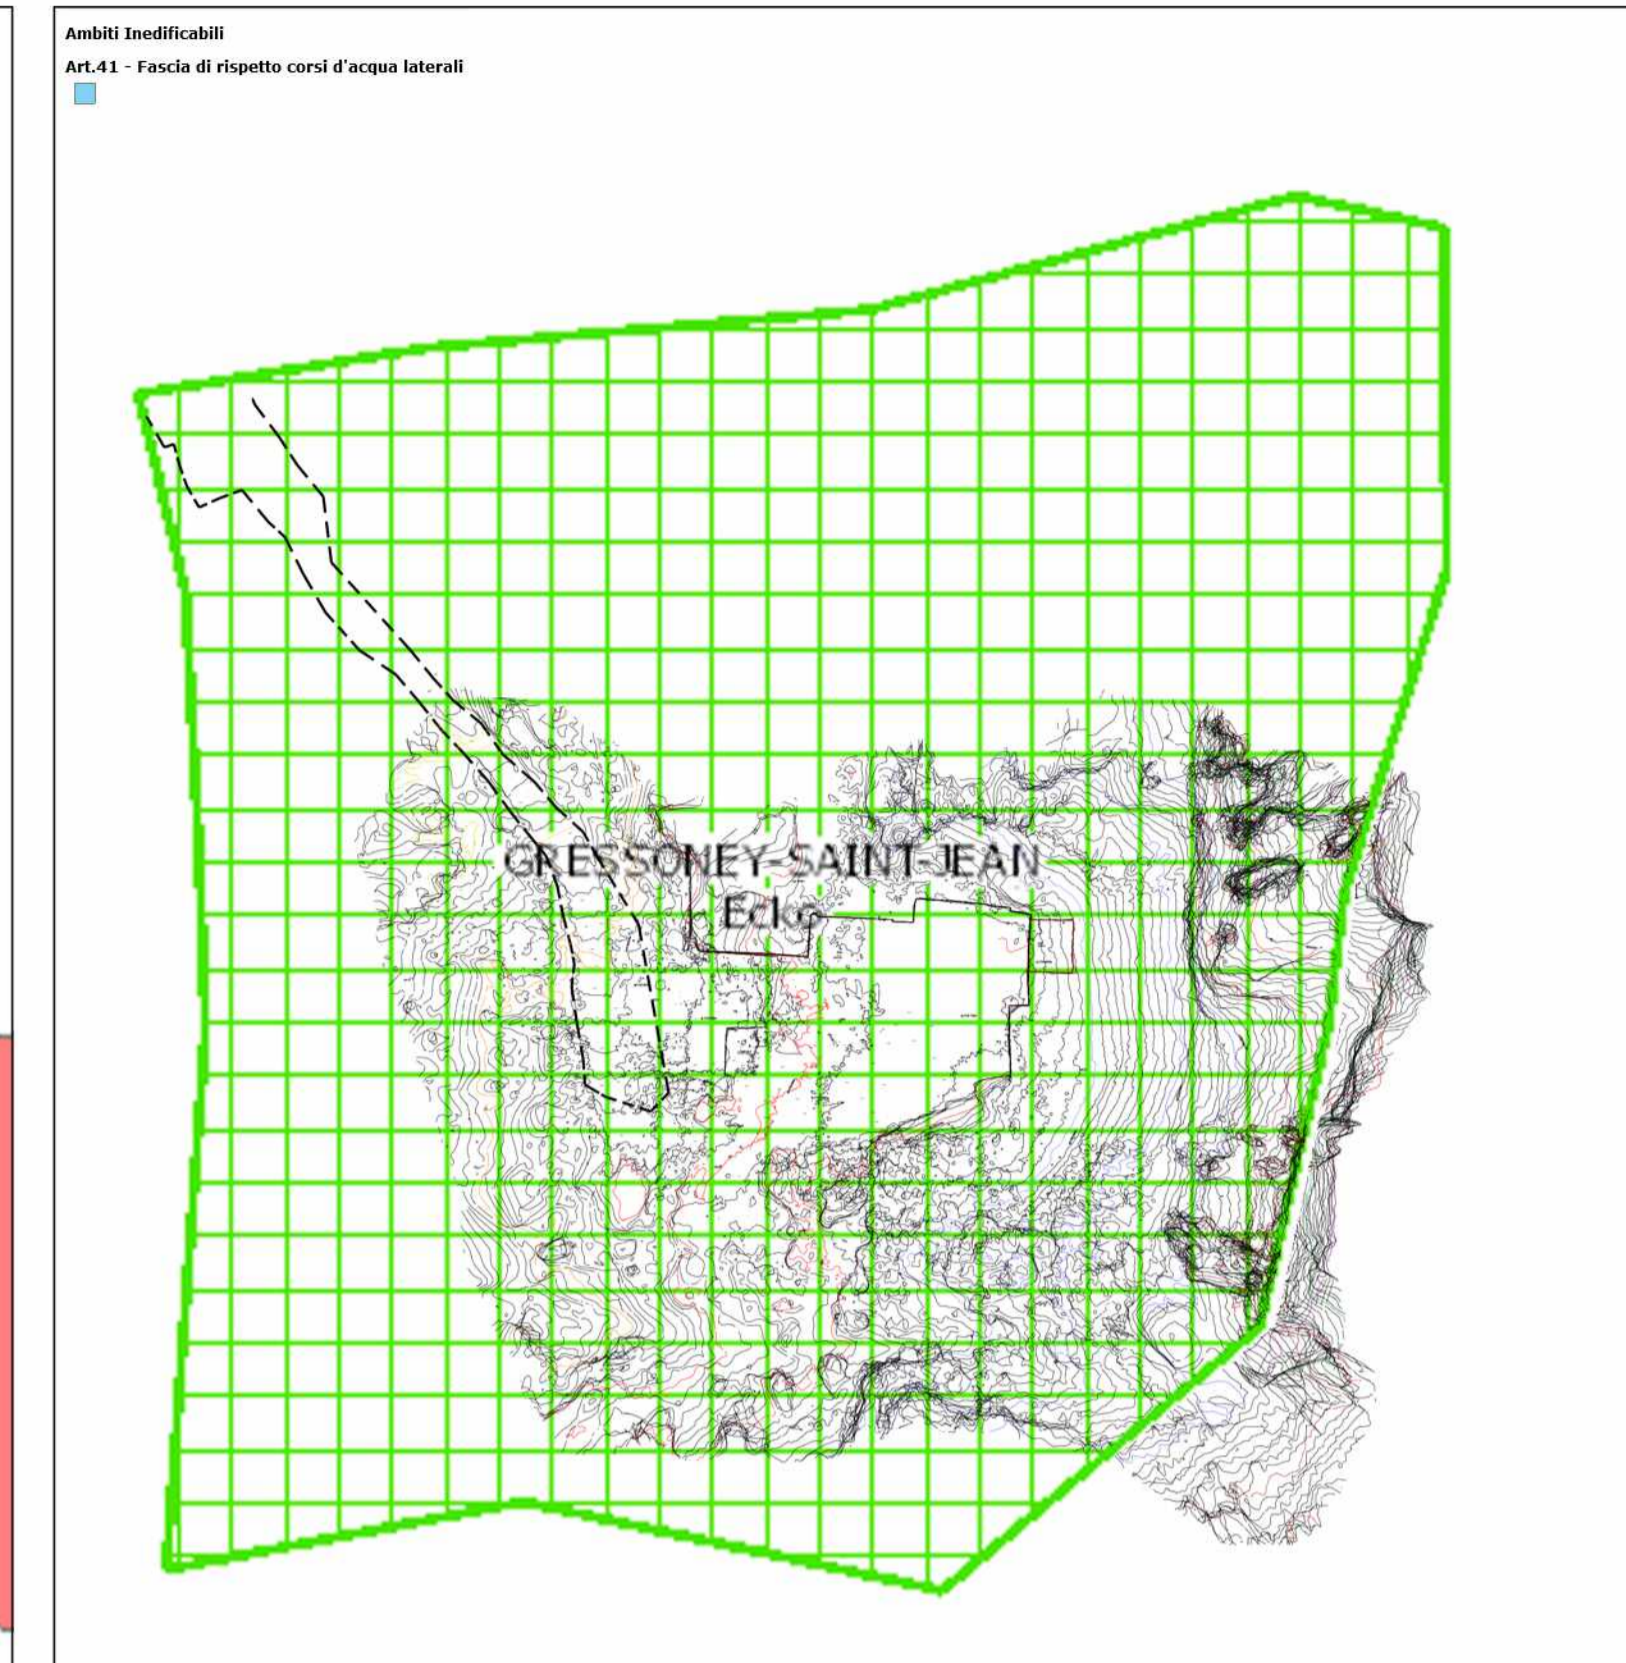 Ambiti Inedificabili
Art.41 - Fascia di rispetto corsi d'acqua laterali
GRESSONEY-SAINT-JEAN
Ecko